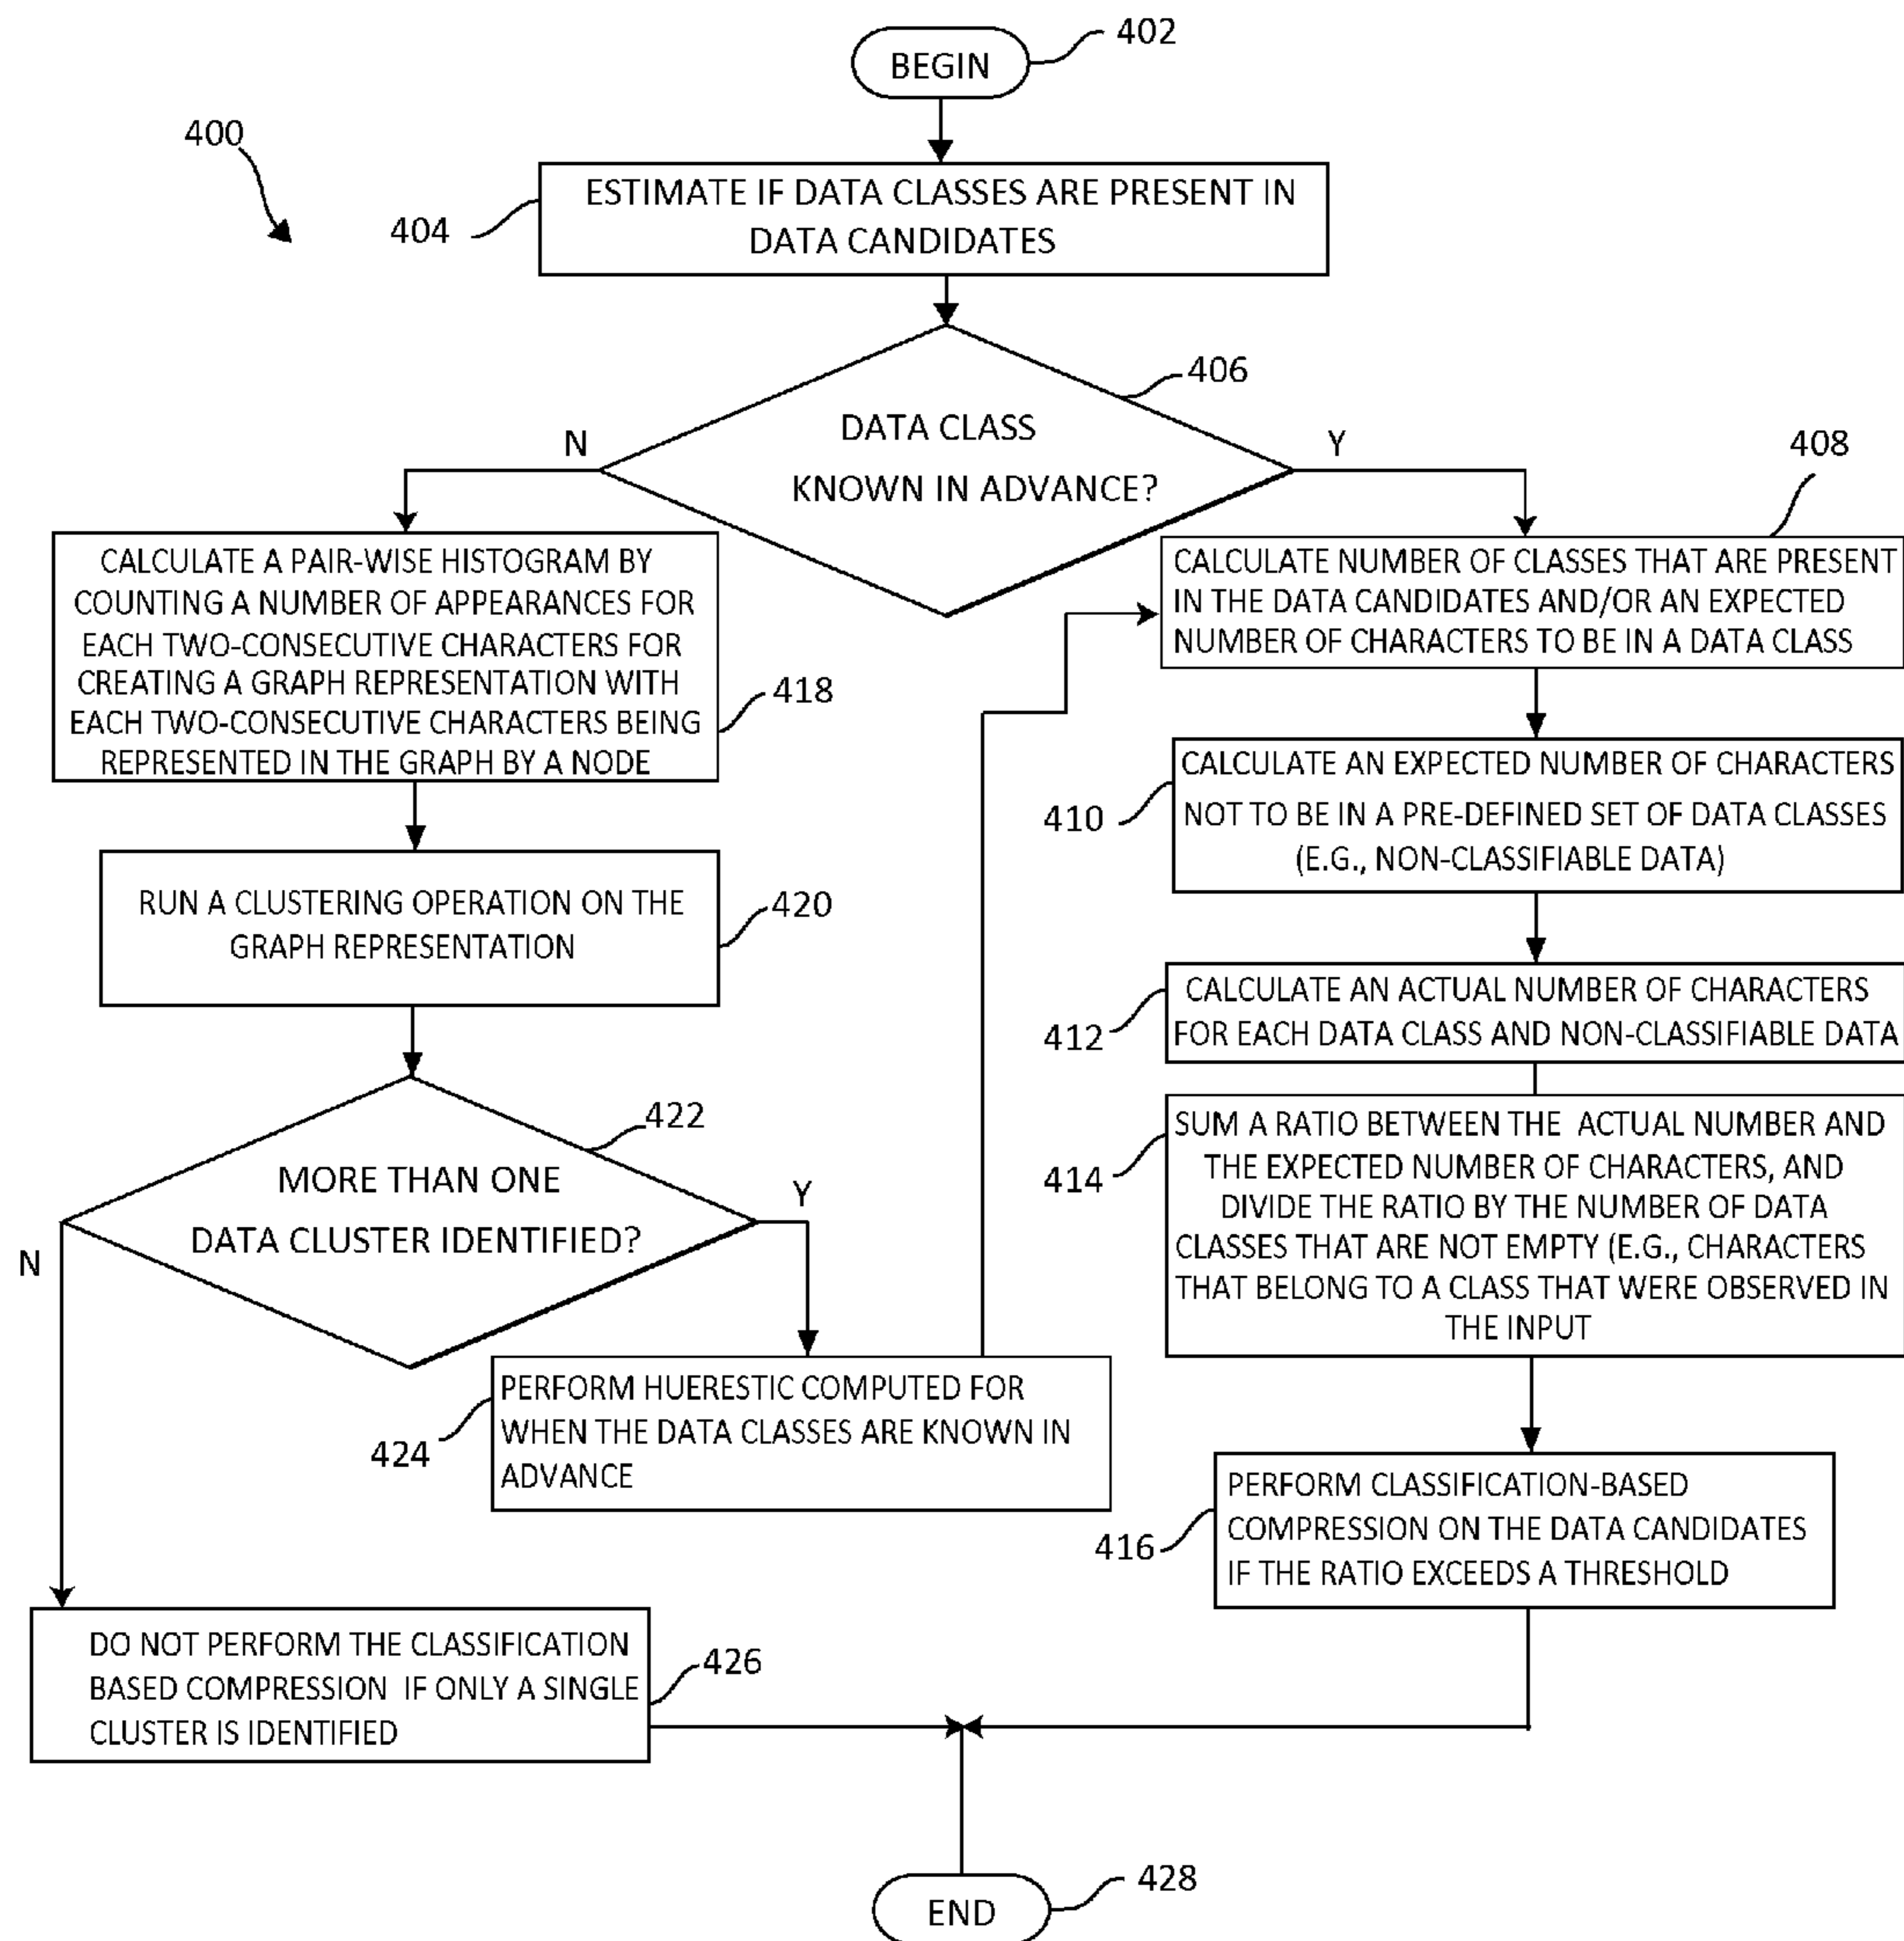 402
BEGIN
400
ESTIMATE IF DATA CLASSES ARE PRESENT IN
DATA CANDIDATES
404
406
DATA CLASS
KNOWN IN ADVANCE?
N
Y
408
CALCULATE A PAIR-WISE HISTOGRAM BY
COUNTING A NUMBER OF APPEARANCES FOR
EACH TWO-CONSECUTIVE CHARACTERS FOR
CREATING A GRAPH REPRESENTATION WITH
EACH TWO-CONSECUTIVE CHARACTERS BEING
REPRESENTED IN THE GRAPH BY A NODE
418
CALCULATE NUMBER OF CLASSES THAT ARE PRESENT
IN THE DATA CANDIDATES AND/OR AN EXPECTED
NUMBER OF CHARACTERS TO BE IN A DATA CLASS
CALCULATE AN EXPECTED NUMBER OF CHARACTERS
NOT TO BE IN A PRE-DEFINED SET OF DATA CLASSES
(E.G., NON-CLASSIFIABLE DATA)
410
RUN A CLUSTERING OPERATION ON THE
GRAPH REPRESENTATION
420
CALCULATE AN ACTUAL NUMBER OF CHARACTERS
FOR EACH DATA CLASS AND NON-CLASSIFIABLE DATA
412
422
MORE THAN ONE
DATA CLUSTER IDENTIFIED?
N
Y
SUM A RATIO BETWEEN THE ACTUAL NUMBER AND
THE EXPECTED NUMBER OF CHARACTERS, AND
DIVIDE THE RATIO BY THE NUMBER OF DATA
CLASSES THAT ARE NOT EMPTY (E.G., CHARACTERS
THAT BELONG TO A CLASS THAT WERE OBSERVED IN
THE INPUT
414
PERFORM HUERESTIC COMPUTED FOR
WHEN THE DATA CLASSES ARE KNOWN IN
ADVANCE
424
PERFORM CLASSIFICATION-BASED
COMPRESSION ON THE DATA CANDIDATES
IF THE RATIO EXCEEDS A THRESHOLD
416
DO NOT PERFORM THE CLASSIFICATION
BASED COMPRESSION IF ONLY A SINGLE
CLUSTER IS IDENTIFIED
426
428
END